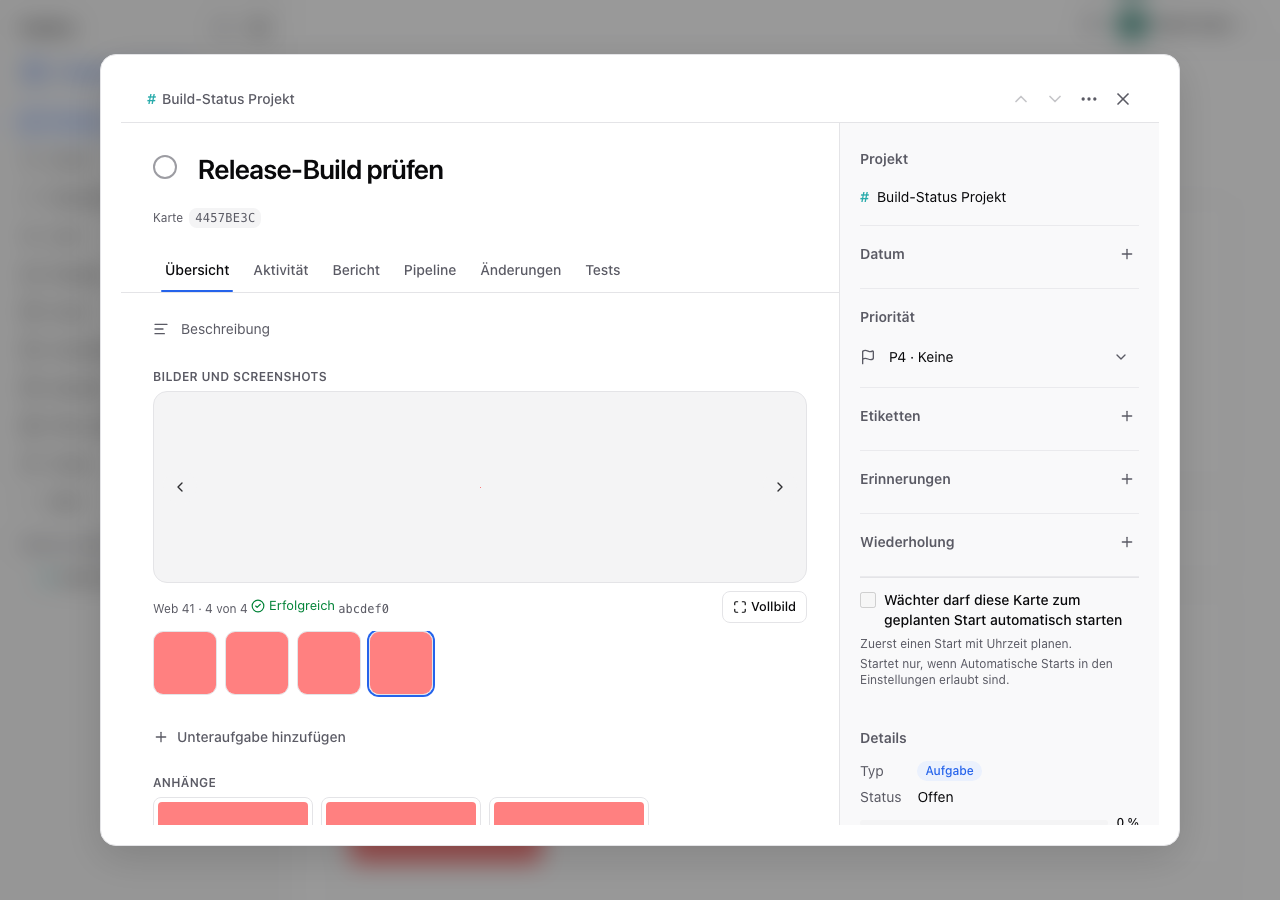 # Build-Status Projekt
Release-Build prüfen
Karte 4457BE3C
Übersicht Aktivität Bericht Pipeline Änderungen Tests
Beschreibung
BILDER UND SCREENSHOTS
Web 41 · 4 von 4 Erfolgreich abcdef0
Vollbild
Unteraufgabe hinzufügen
ANHÄNGE
Projekt
# Build-Status Projekt
Datum
Priorität
P4 · Keine
Etiketten
Erinnerungen
Wiederholung
Wächter darf diese Karte zum
geplanten Start automatisch starten
Zuerst einen Start mit Uhrzeit planen.
Startet nur, wenn Automatische Starts in den
Einstellungen erlaubt sind.
Details
Typ Aufgabe
Status Offen
0 %